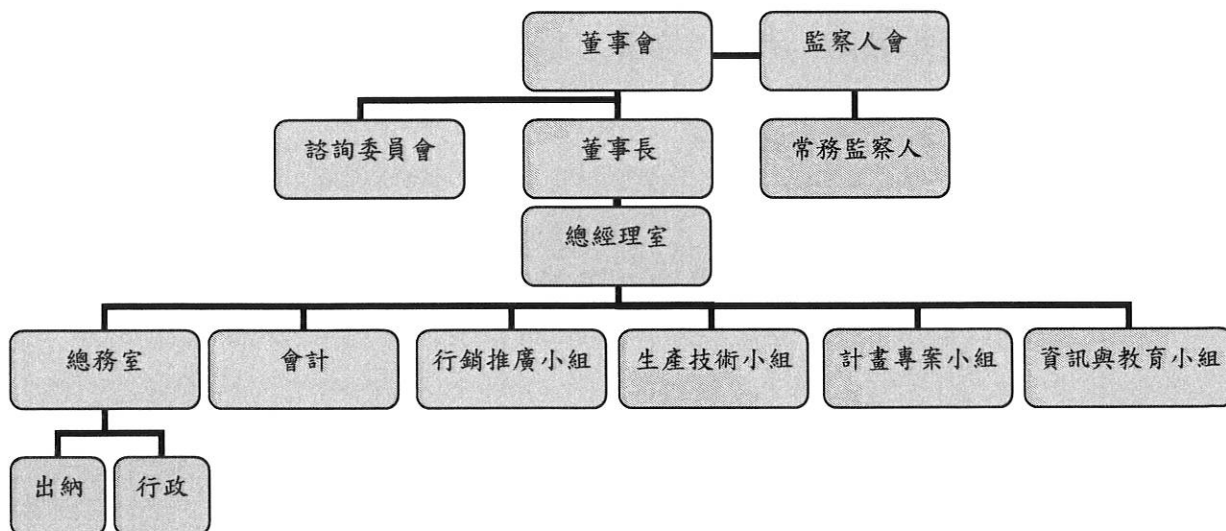 董事會
監察人會
諮詢委員會
董事長
常務監察人
總經理室
總務室
會計
行銷推廣小組
生產技術小組
計畫專案小組
資訊與教育小組
出納
行政